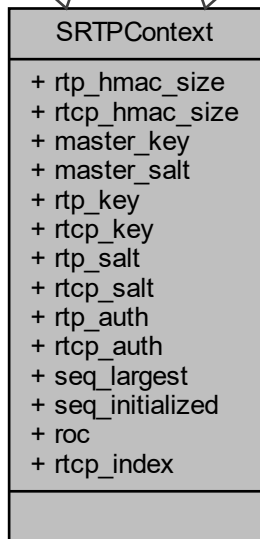 SRTPContext
+ rtp_hmac_size
+ rtcp_hmac_size
+ master_key
+ master_salt
+ rtp_key
+ rtcp_key
+ rtp_salt
+ rtcp_salt
+ rtp_auth
+ rtcp_auth
+ seq_largest
+ seq_initialized
+ roc
+ rtcp_index